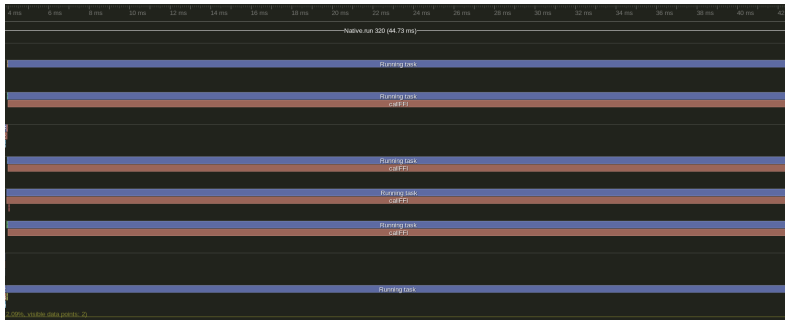 4 ms 6 ms 8 ms 10 ms 12 ms 14 ms 16 ms 18 ms 20 ms 22 ms 24 ms 26 ms 28 ms 30 ms 32 ms 34 ms 36 ms 38 ms 40 ms 42
Native.run 320 (44.73 ms)
Running task
Running task
callFFI
Running task
callFFI
Running task
callFFI
Running task
callFFI
Running task
visible data points: 2)